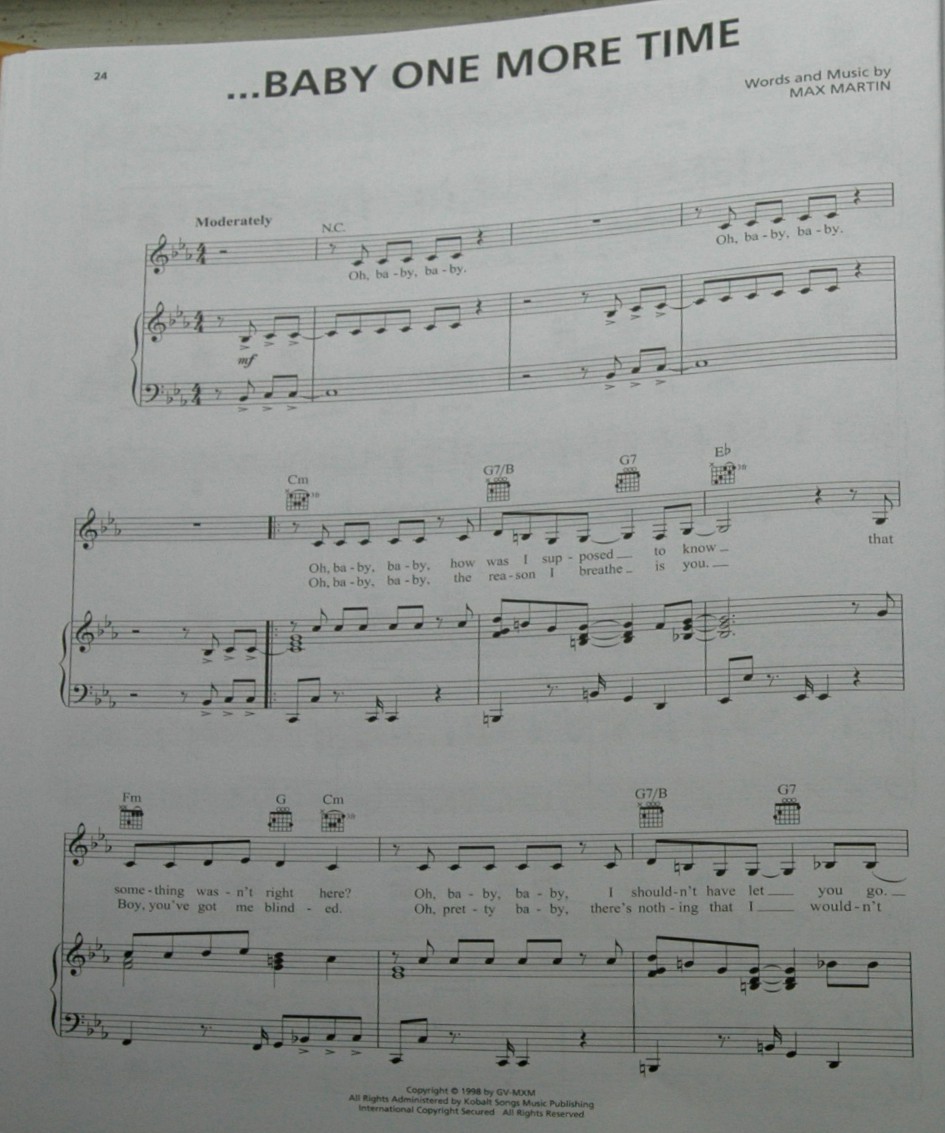 24
...BABY ONE MORE TIME
Words and Music by
MAX MARTIN
Moderately
N.C.
Oh, ba - by, ba - by.
Oh, ba - by, ba - by.
mf
Cm G7/B G7 Eb
Oh, ba - by, ba - by, how was I sup - posed to know that
Oh, ba - by, ba - by, the rea - son I breathe is you.
Fm G Cm G7/B G7
some - thing was - n't right here? Oh, ba - by, ba - by, I should - n't have let you go.
Boy, you've got me blind - ed. Oh, pret - ty ba - by, there's noth - ing that I would - n't
Copyright © 1998 by GV-MXM
All Rights Administered by Kobalt Songs Music Publishing
International Copyright Secured All Rights Reserved